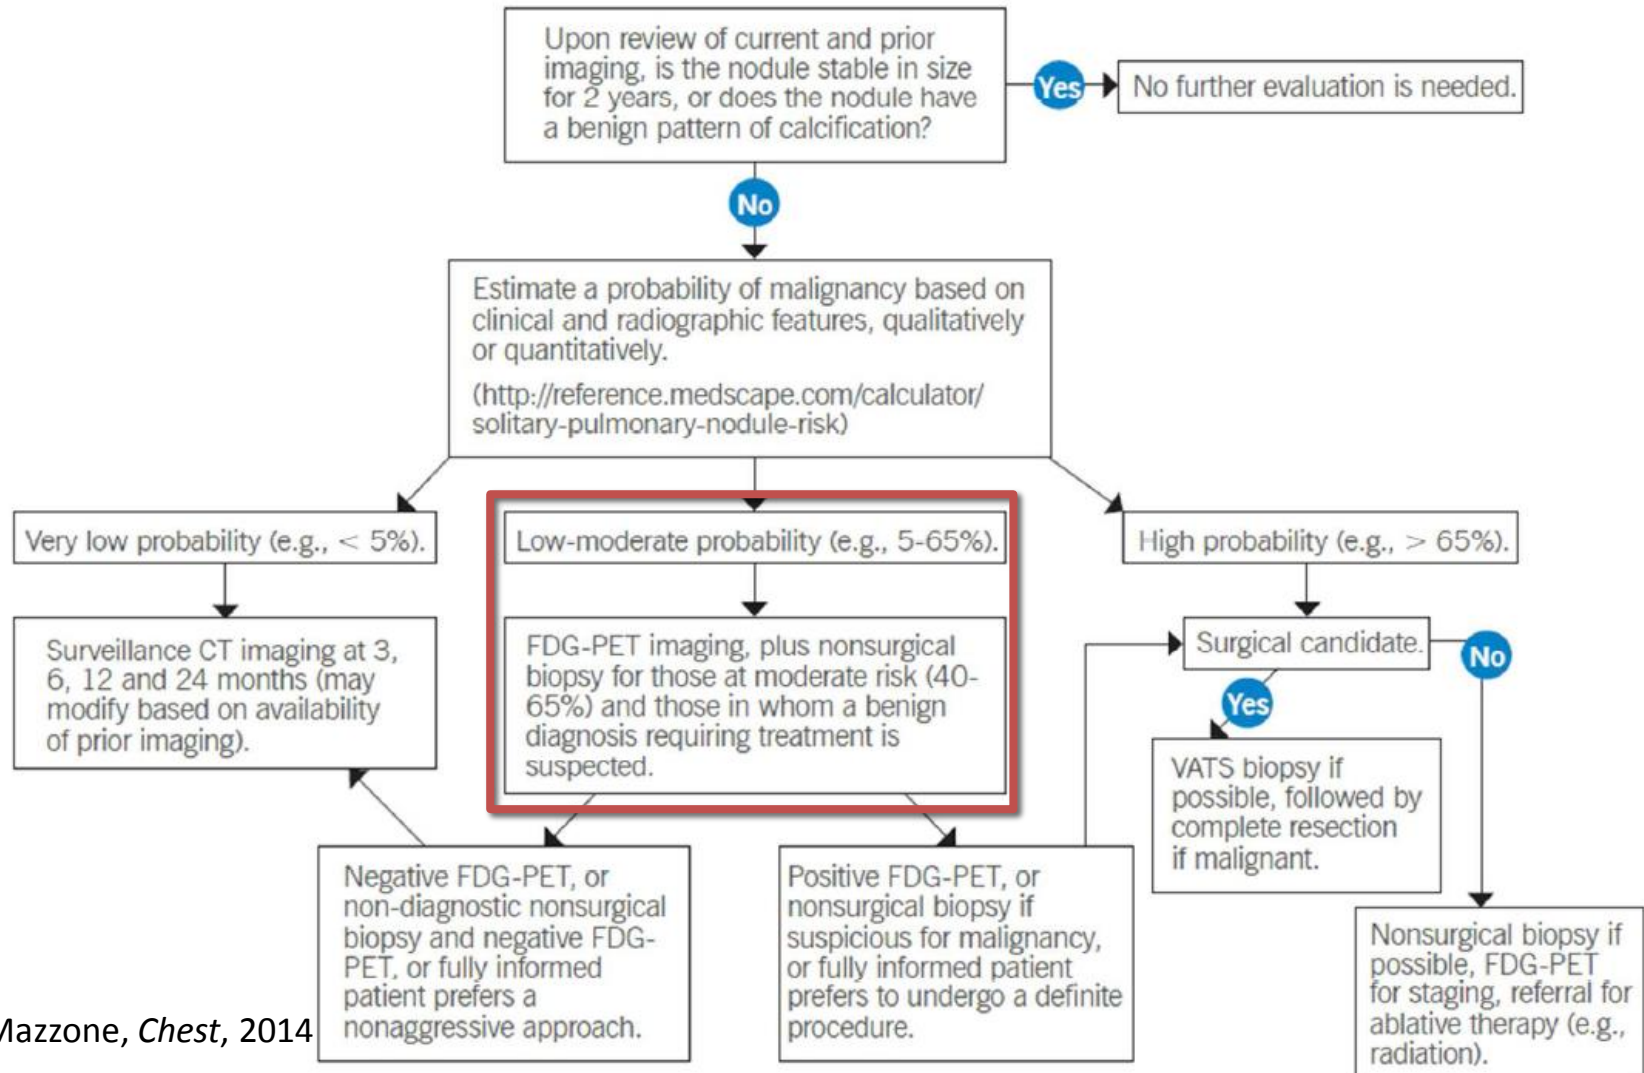 Upon review of current and prior
imaging, is the nodule stable in size
for 2 years, or does the nodule have
a benign pattern of calcification?
Yes
No further evaluation is needed.
No
Estimate a probability of malignancy based on
clinical and radiographic features, qualitatively
or quantitatively.
(http://reference.medscape.com/calculator/
solitary-pulmonary-nodule-risk)
Very low probability (e.g., < 5%).
Low-moderate probability (e.g., 5-65%).
High probability (e.g., > 65%).
Surveillance CT imaging at 3,
6, 12 and 24 months (may
modify based on availability
of prior imaging).
FDG-PET imaging, plus nonsurgical
biopsy for those at moderate risk (40-
65%) and those in whom a benign
diagnosis requiring treatment is
suspected.
Surgical candidate.
No
Yes
VATS biopsy if
possible, followed by
complete resection
if malignant.
Negative FDG-PET, or
non-diagnostic nonsurgical
biopsy and negative FDG-
PET, or fully informed
patient prefers a
nonaggressive approach.
Positive FDG-PET, or
nonsurgical biopsy if
suspicious for malignancy,
or fully informed patient
prefers to undergo a definite
procedure.
Nonsurgical biopsy if
possible, FDG-PET
for staging, referral for
ablative therapy (e.g.,
radiation).
Mazzone, Chest, 2014